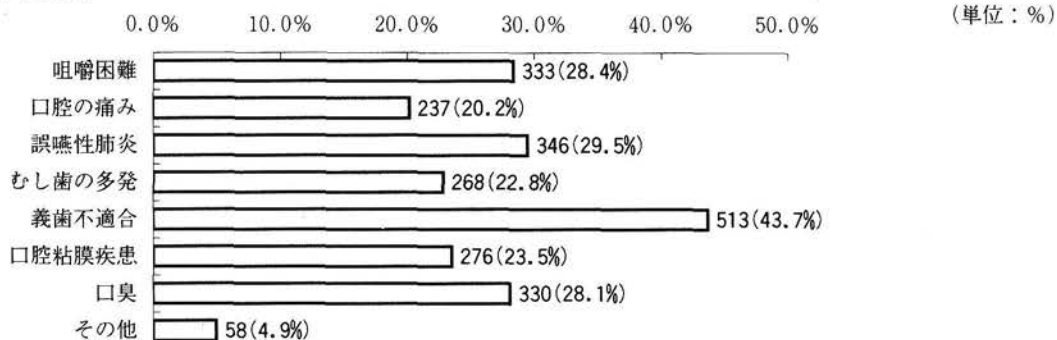 (単位：%)
0.0% 10.0% 20.0% 30.0% 40.0% 50.0%
咀嚼困難 333(28.4%)
口腔の痛み 237(20.2%)
誤嚥性肺炎 346(29.5%)
むし歯の多発 268(22.8%)
義歯不適合 513(43.7%)
口腔粘膜疾患 276(23.5%)
口臭 330(28.1%)
その他 58(4.9%)